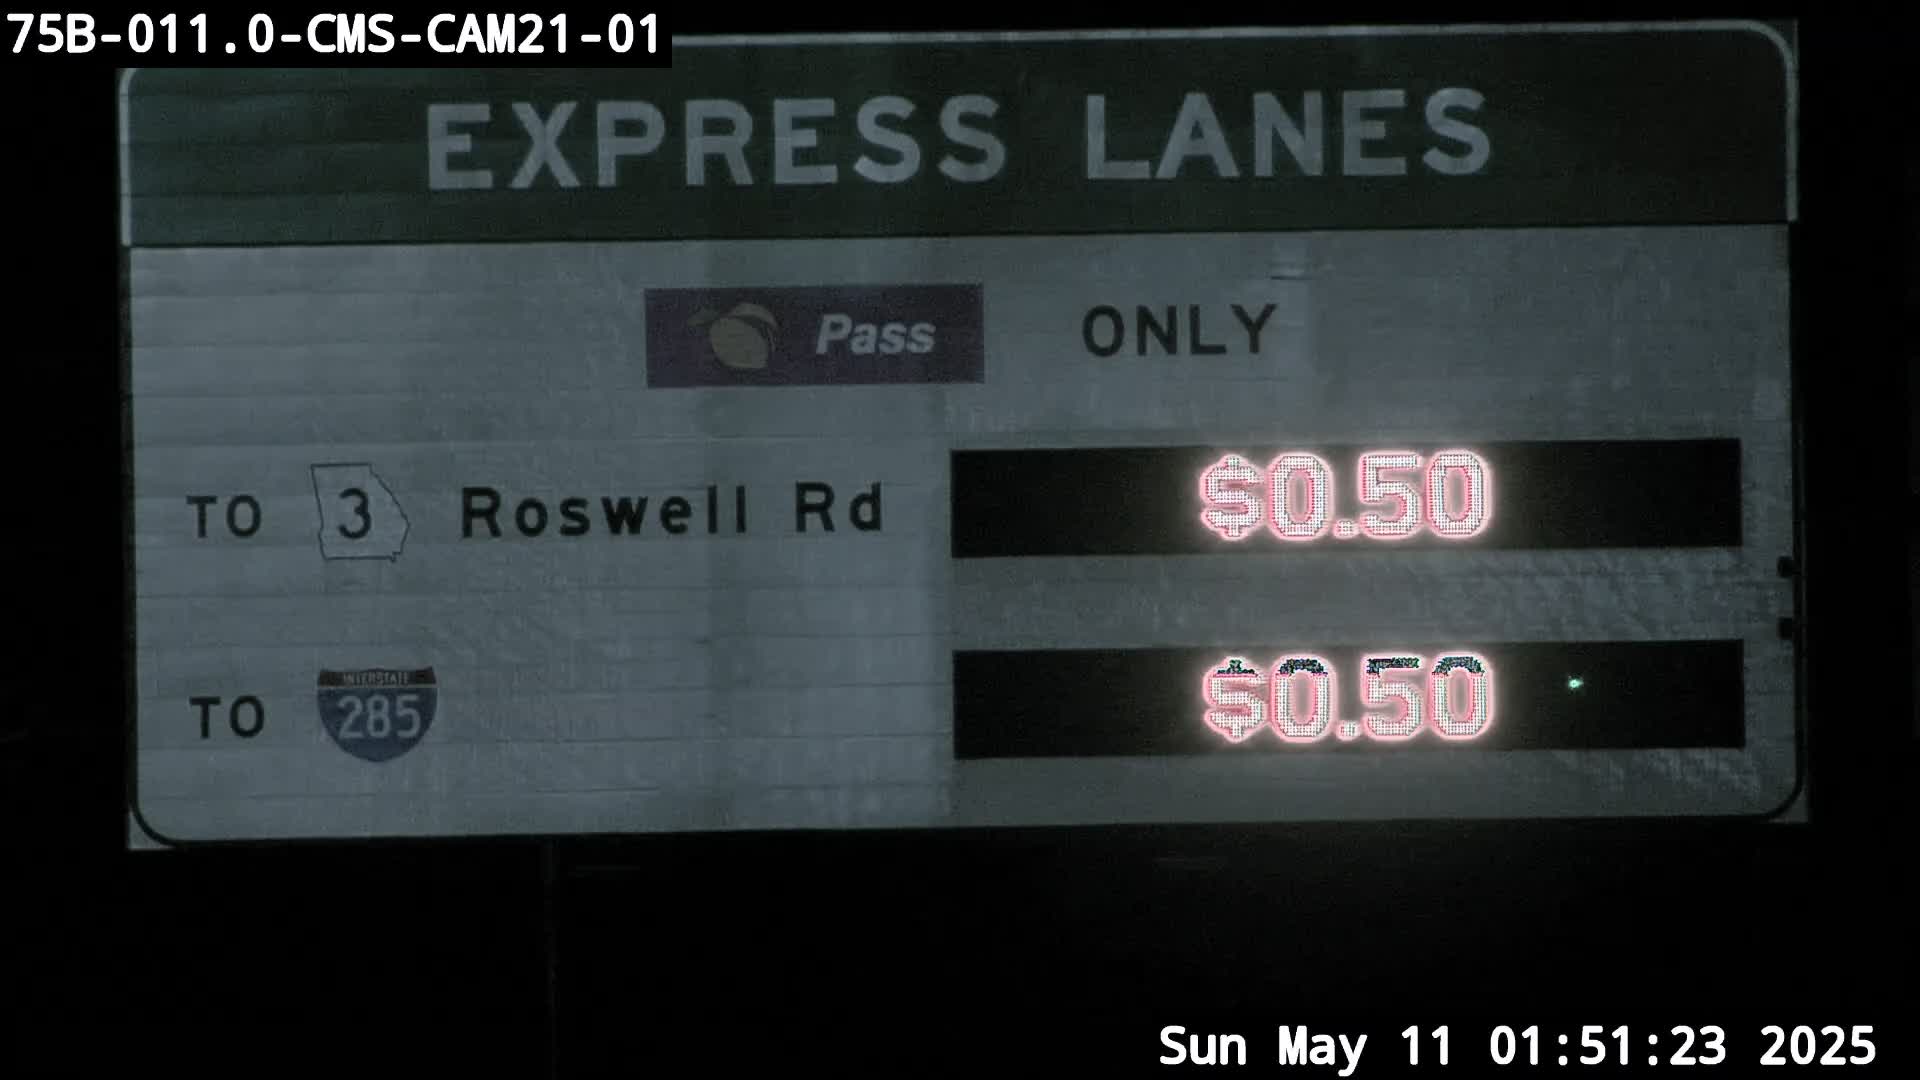 75B-011.0-CMS-CAM21-01
EXPRESS LANES
Pass ONLY
TO 3 Roswell Rd $0.50
INTERSTATE
TO 285 $0.50
Sun May 11 01:51:23 2025